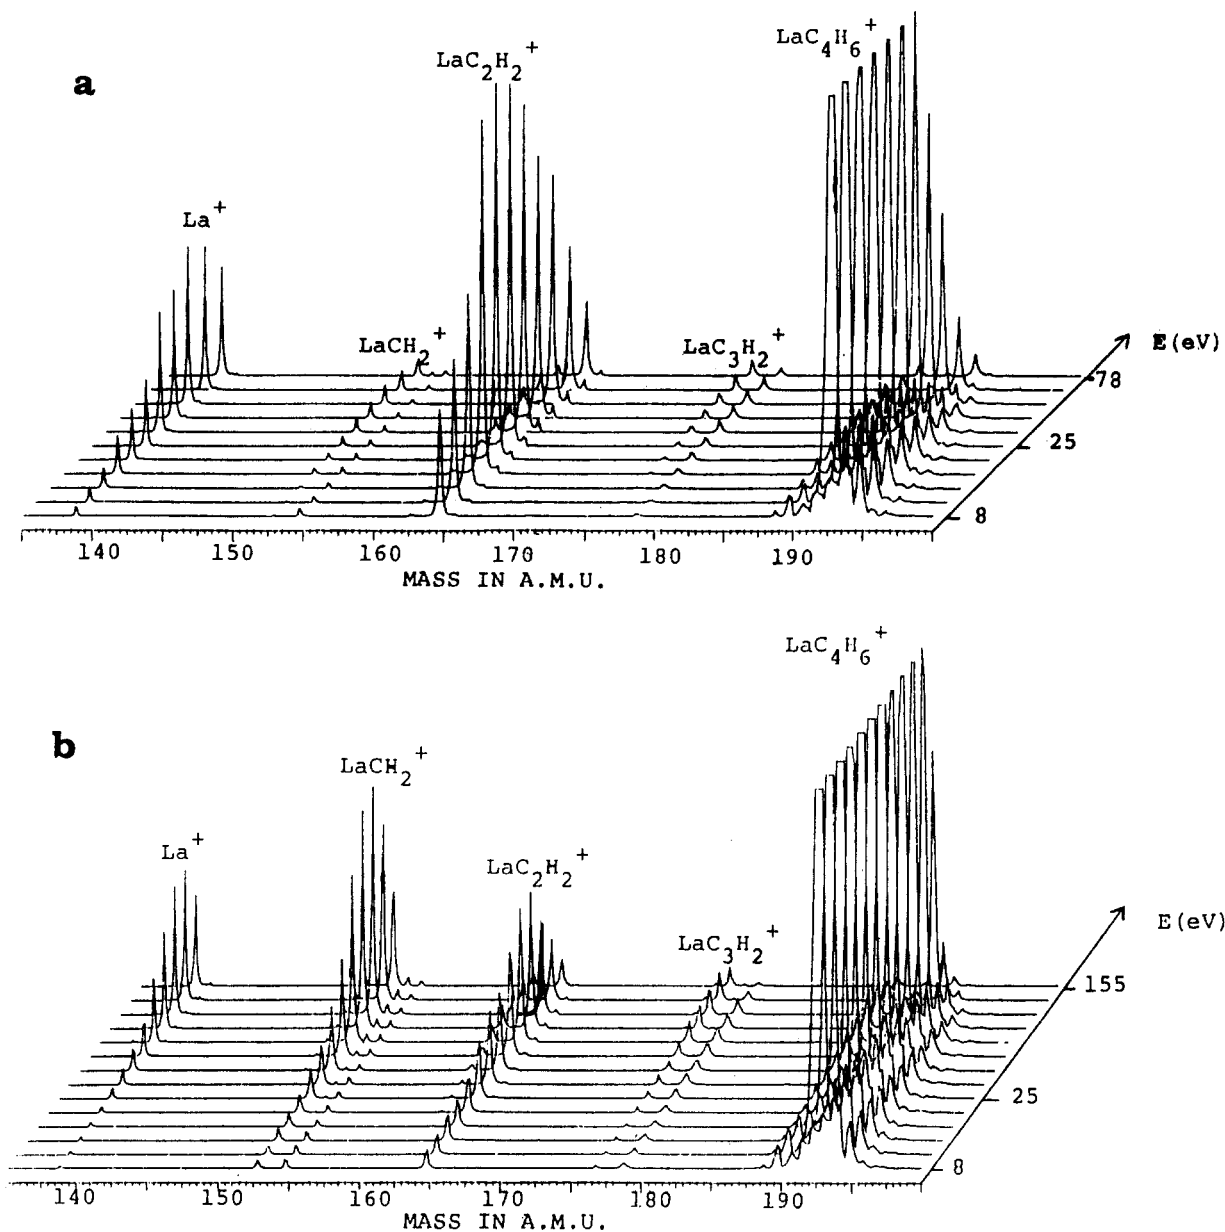 a
LaC2H2+
LaC4H6+
La+
LaCH2+
LaC3H2+
E(eV)
78
25
8
140 150 160 170 180 190
MASS IN A.M.U.
b
LaC4H6+
LaCH2+
La+
LaC2H2+
LaC3H2+
E(eV)
155
25
8
140 150 160 170 180 190
MASS IN A.M.U.